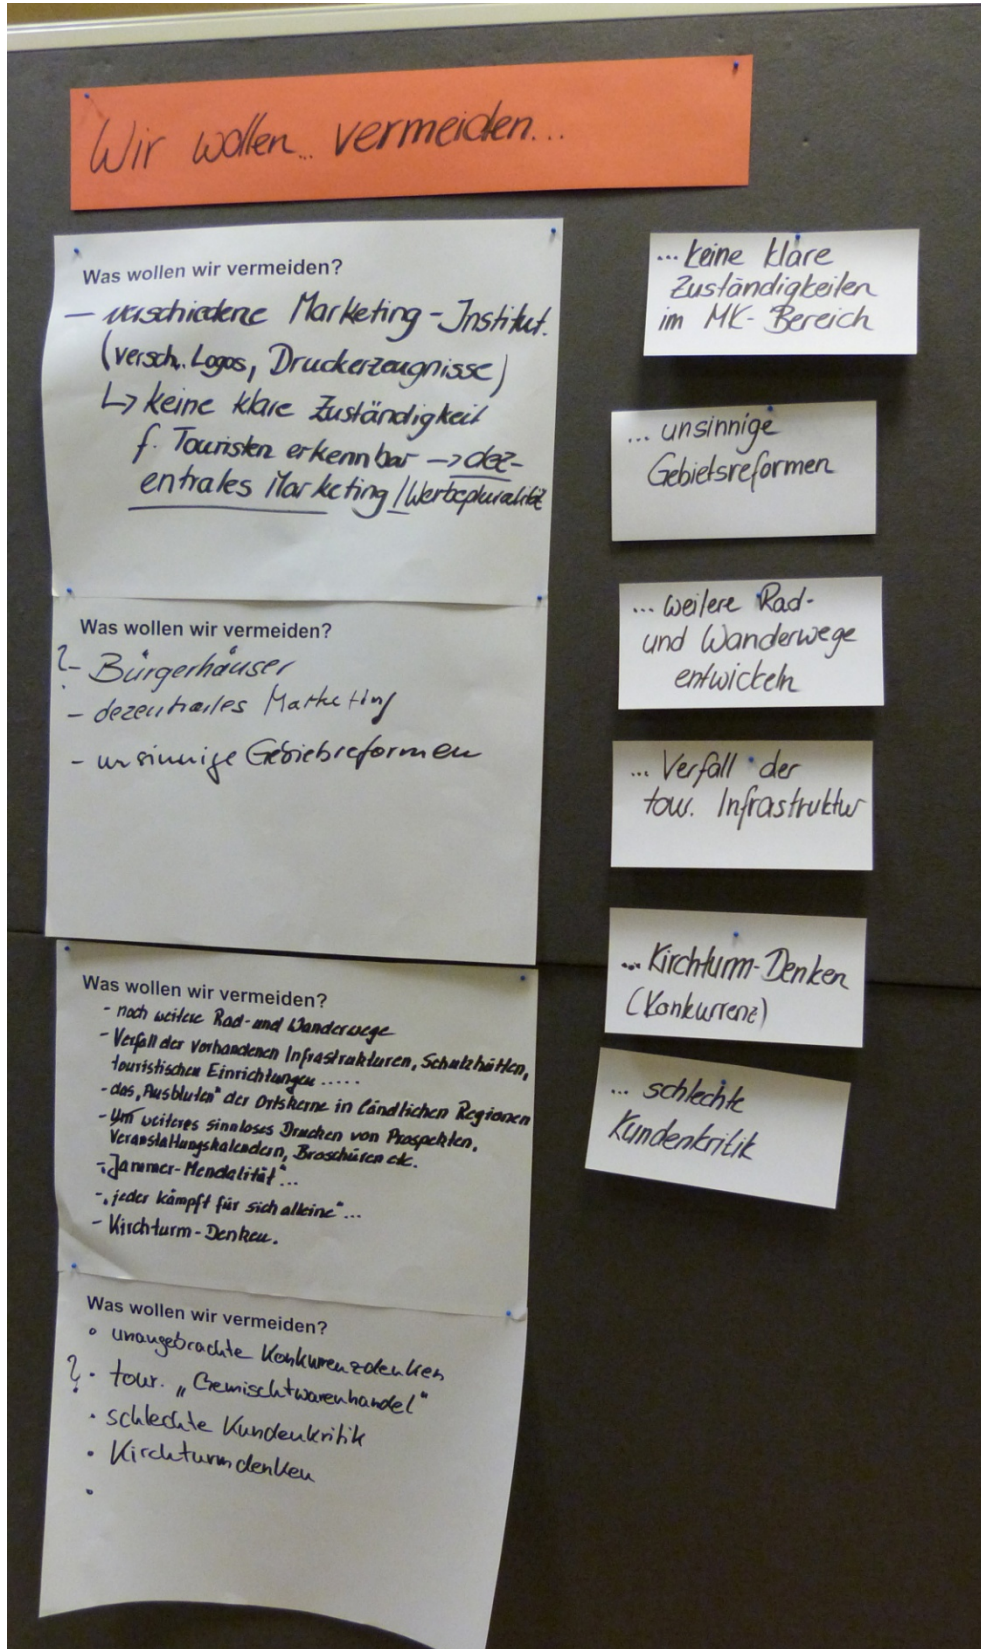 Wir wollen... vermeiden...
Was wollen wir vermeiden?
– verschiedene Marketing-Institut.
(versch. Logos, Druckerzeugnisse)
↳ keine klare Zuständigkeit
f. Touristen erkennbar → dez-
entrales Marketing / Werbepluralität
Was wollen wir vermeiden?
? - Bürgerhäuser
- dezentrales Marketing
- unsinnige Gebietsreformen
Was wollen wir vermeiden?
- noch weitere Rad- und Wanderwege
- Verfall der vorhandenen Infrastrukturen, Schutzhütten,
touristischen Einrichtungen .....
- das „Ausbluten" der Ortskerne in ländlichen Regionen
- Um weiteres sinnloses Drucken von Prospekten,
Veranstaltungskalendern, Broschüren etc.
- „Jammer-Mendalität"...
- „jeder kämpft für sich alleine"...
- Kirchturm-Denken.
Was wollen wir vermeiden?
• unangebrachte Konkurrenzdenken
? • tour. „Gemischtwarenhandel"
• schlechte Kundenkritik
• Kirchturmdenken
•
... keine klare
Zuständigkeiten
im MK-Bereich
... unsinnige
Gebietsreformen
... weitere Rad-
und Wanderwege
entwickeln
... Verfall der
tour. Infrastruktur
... Kirchturm-Denken
(Konkurrenz)
... schlechte
Kundenkritik